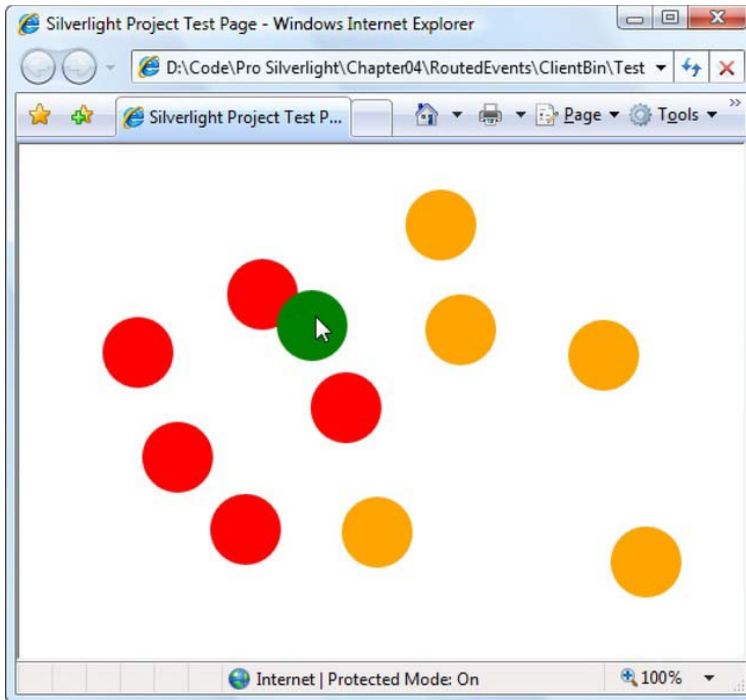 Silverlight Project Test Page - Windows Internet Explorer
D:\Code\Pro Silverlight\Chapter04\RoutedEvents\ClientBin\Test
Silverlight Project Test P...
Page
Tools
Internet | Protected Mode: On
100%